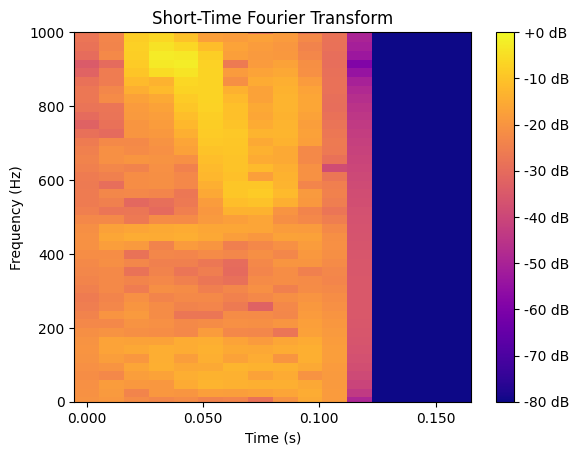 Short-Time Fourier Transform
Frequency (Hz)
1000
800
600
400
200
0
0.000
0.050
0.100
0.150
Time (s)
+0 dB
-10 dB
-20 dB
-30 dB
-40 dB
-50 dB
-60 dB
-70 dB
-80 dB